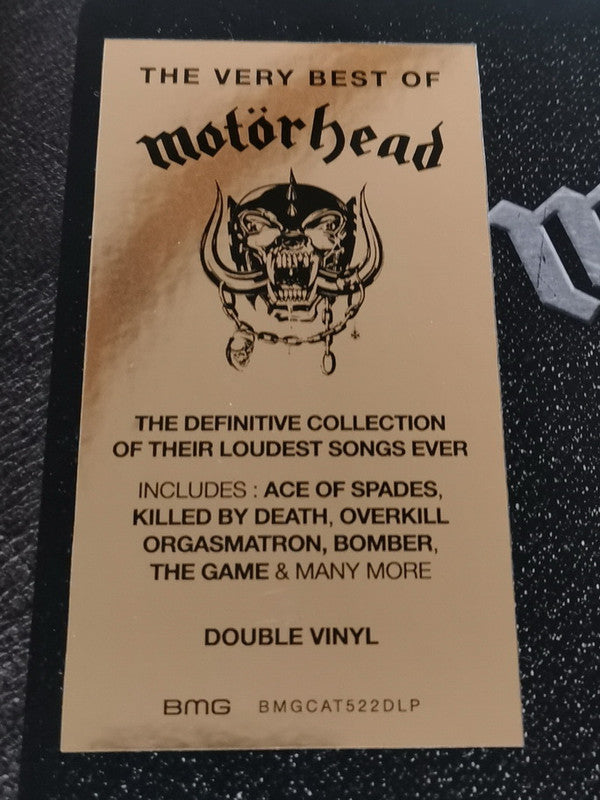 THE VERY BEST OF
motörhead
THE DEFINITIVE COLLECTION
OF THEIR LOUDEST SONGS EVER
INCLUDES : ACE OF SPADES,
KILLED BY DEATH, OVERKILL
ORGASMATRON, BOMBER,
THE GAME & MANY MORE
DOUBLE VINYL
BMG BMGCAT522DLP